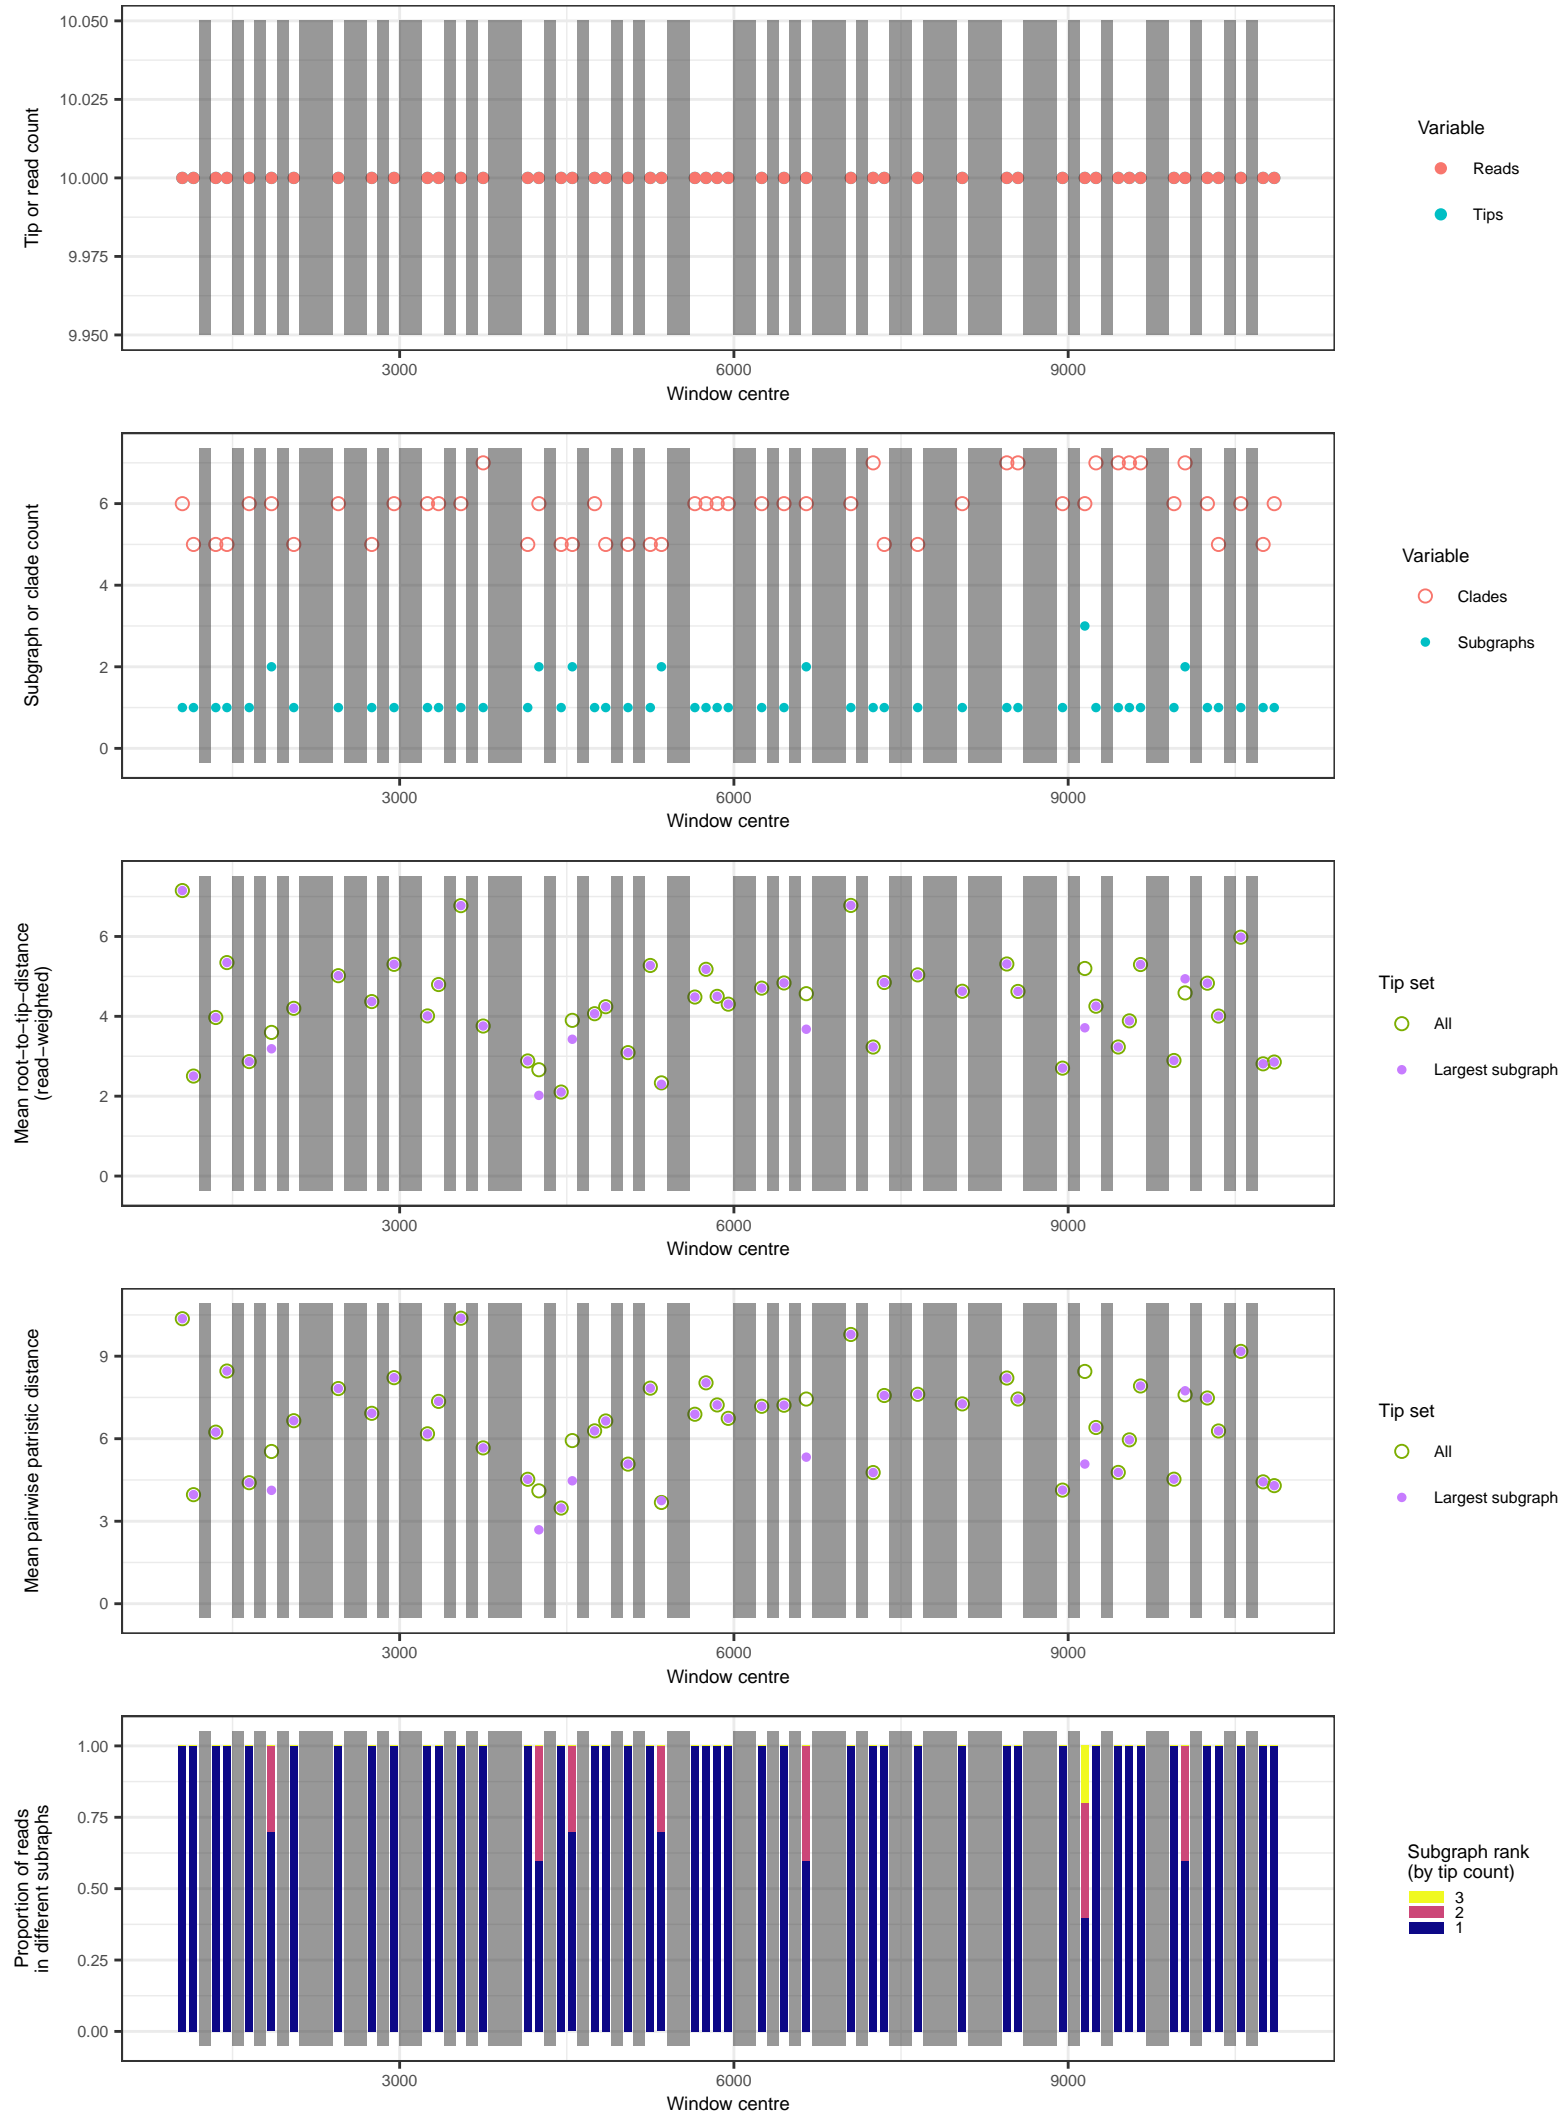 10.050
10.025
10.000
9.975
9.950
Tip or read count
3000
6000
9000
Window centre
Variable
Reads
Tips
6
4
2
0
Subgraph or clade count
3000
6000
9000
Window centre
Variable
Clades
Subgraphs
6
4
2
0
Mean root−to−tip−distance
(read−weighted)
3000
6000
9000
Window centre
Tip set
All
Largest subgraph
9
6
3
0
Mean pairwise patristic distance
3000
6000
9000
Window centre
Tip set
All
Largest subgraph
1.00
0.75
0.50
0.25
0.00
Proportion of reads
in different subraphs
3000
6000
9000
Window centre
Subgraph rank
(by tip count)
3
2
1